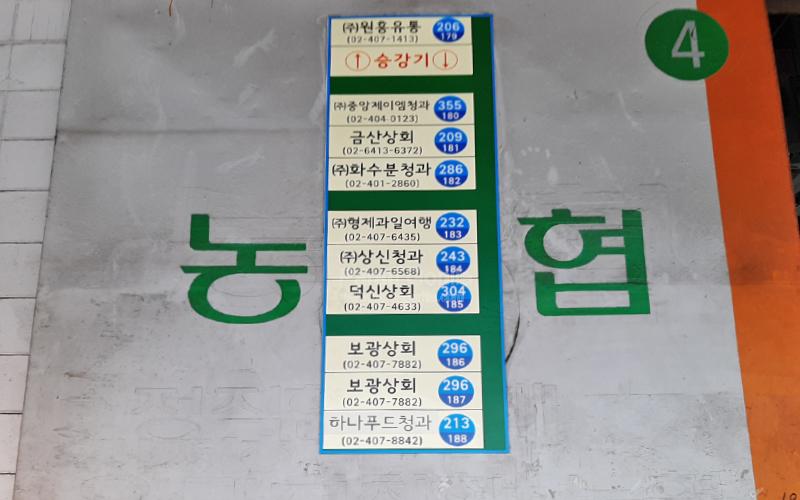 (주)원흥유통 206
(02-407-1413) 179
↑승강기↓
(주)중앙제이엠청과 355
(02-404-0123) 180
금산상회 209
(02-6413-6372) 181
(주)화수분청과 286
(02-401-2860) 182
(주)형제과일여행 232
(02-407-6435) 183
(주)상신청과 243
(02-407-6568) 184
덕신상회 304
(02-407-4633) 185
보광상회 296
(02-407-7882) 186
보광상회 296
(02-407-7882) 187
하나푸드청과 213
(02-407-8842) 188
농협
4